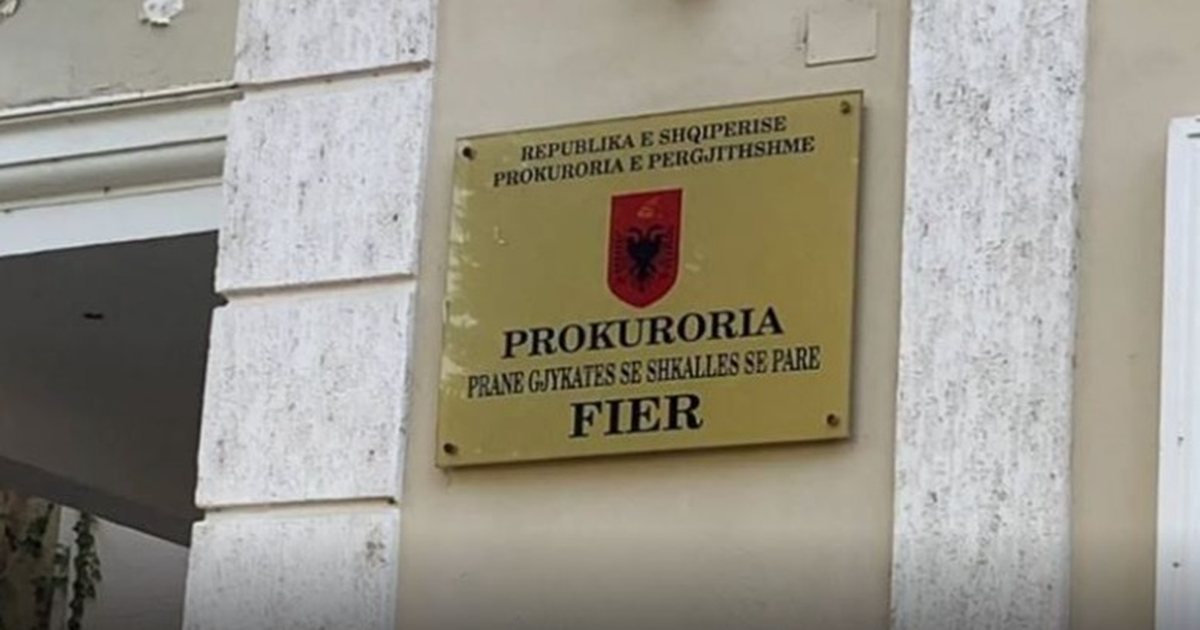 REPUBLIKA E SHQIPERISE
PROKURORIA E PERGJITHSHME
PROKURORIA
PRANE GJYKATES SE SHKALLES SE PARE
FIER